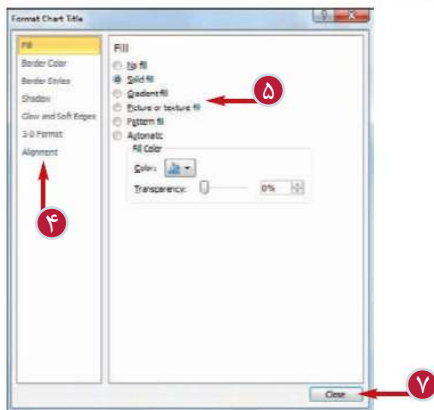 Format Chart Title
Fill
Border Color
Border Styles
Shadow
Glow and Soft Edges
3-D Format
Alignment
۴
Fill
No fill
Solid fill
Gradient fill
Picture or texture fill
Pattern fill
Automatic
۵
Fill Color
Color:
Transparency: 0%
Close
۷